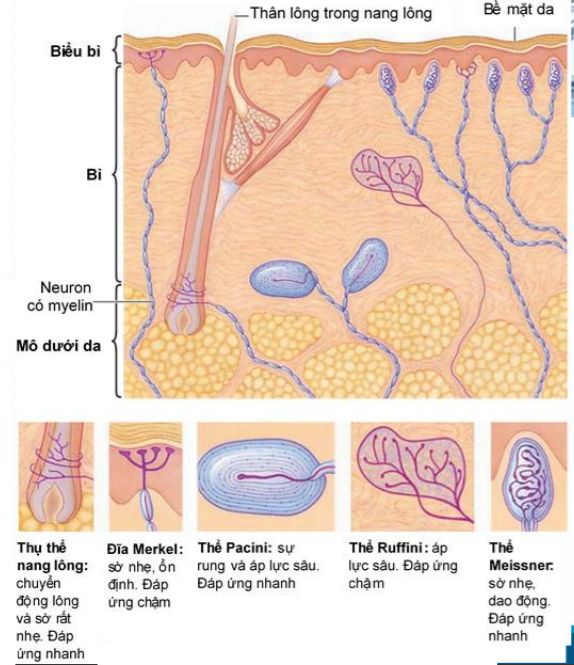 Thân lông trong nang lông
Bề mặt da
Biểu bì
Bì
Neuron
có myelin
Mô dưới da
Thụ thể
nang lông:
chuyển
động lông
và sờ rất
nhẹ. Đáp
ứng nhanh
Đĩa Merkel:
sờ nhẹ, ổn
định. Đáp
ứng chậm
Thể Pacini: sự
rung và áp lực sâu.
Đáp ứng nhanh
Thể Ruffini: áp
lực sâu. Đáp ứng
chậm
Thể
Meissner:
sờ nhẹ,
dao động.
Đáp ứng
nhanh